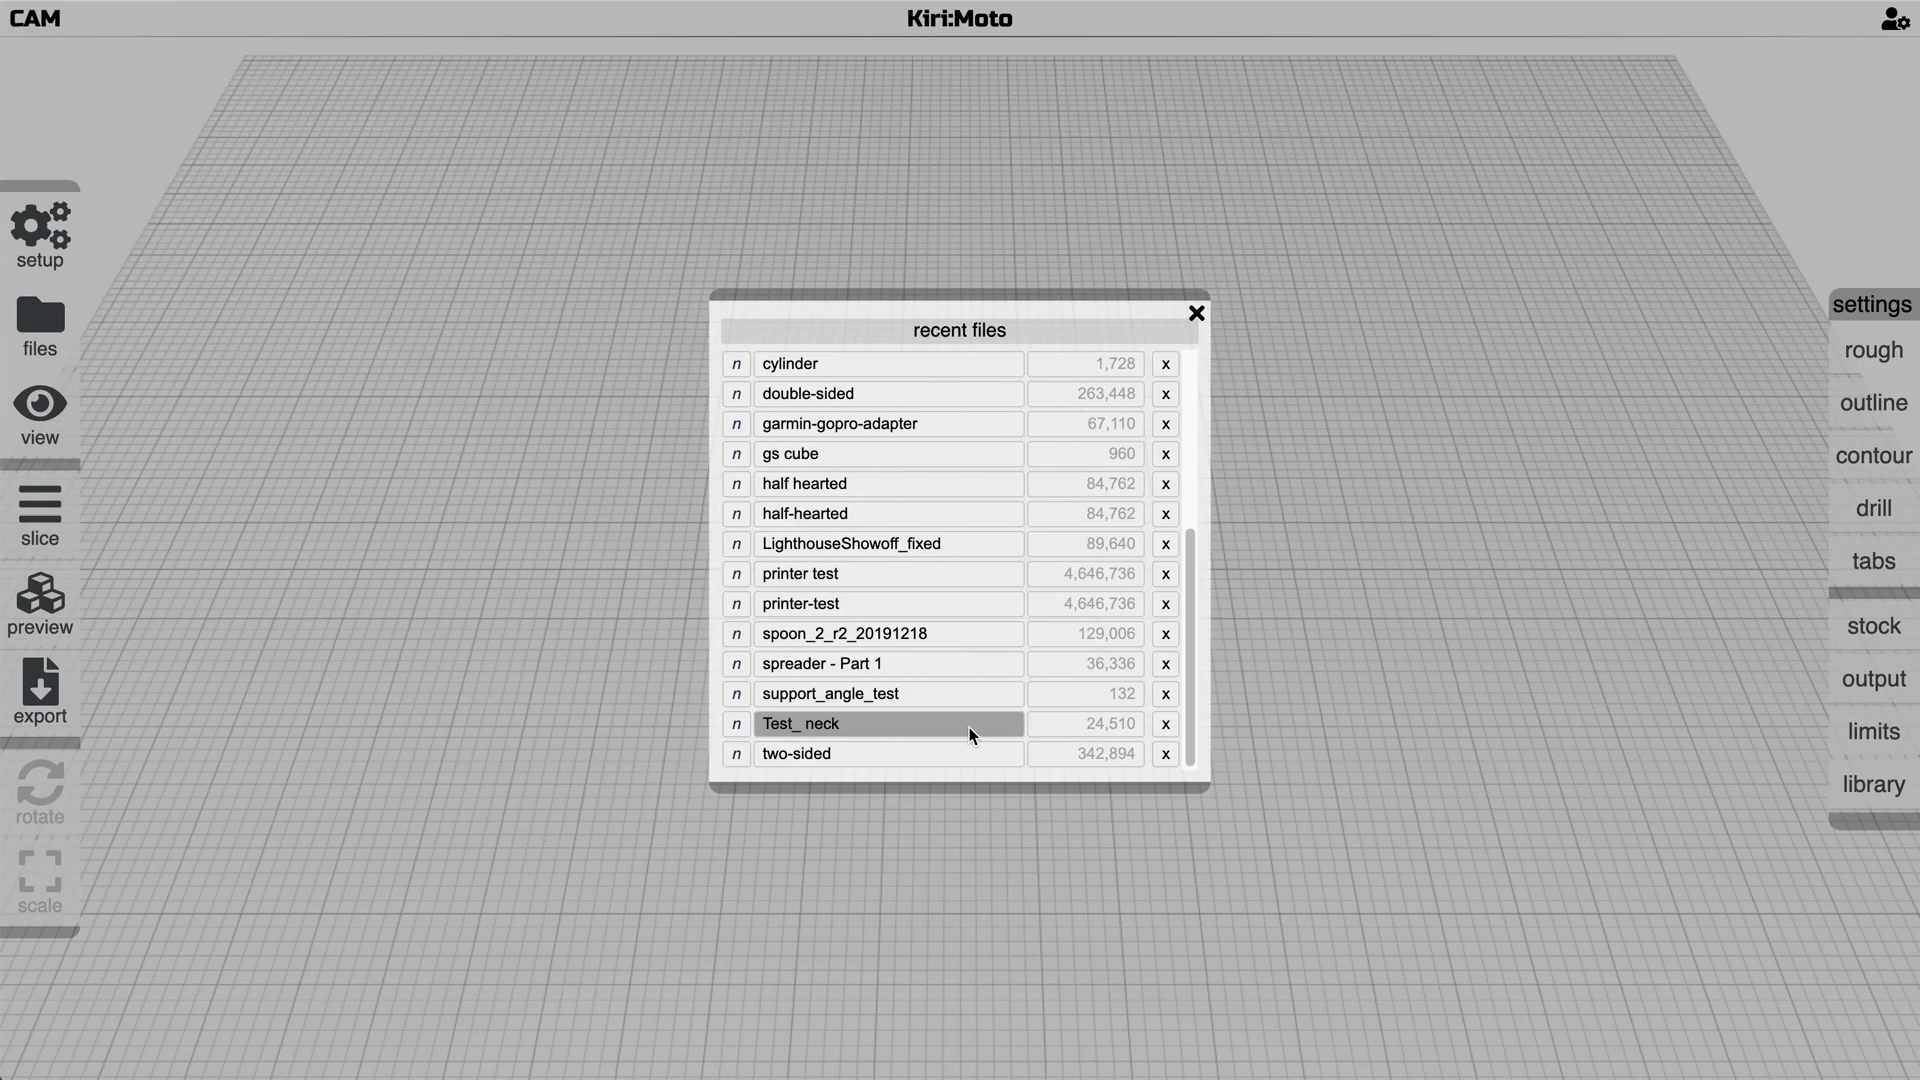 CAM
Kiri:Moto
setup
files
view
slice
preview
export
rotate
scale
recent files
n cylinder 1,728 x
n double-sided 263,448 x
n garmin-gopro-adapter 67,110 x
n gs cube 960 x
n half hearted 84,762 x
n half-hearted 84,762 x
n LighthouseShowoff_fixed 89,640 x
n printer test 4,646,736 x
n printer-test 4,646,736 x
n spoon_2_r2_20191218 129,006 x
n spreader - Part 1 36,336 x
n support_angle_test 132 x
n Test_ neck 24,510 x
n two-sided 342,894 x
settings
rough
outline
contour
drill
tabs
stock
output
limits
library